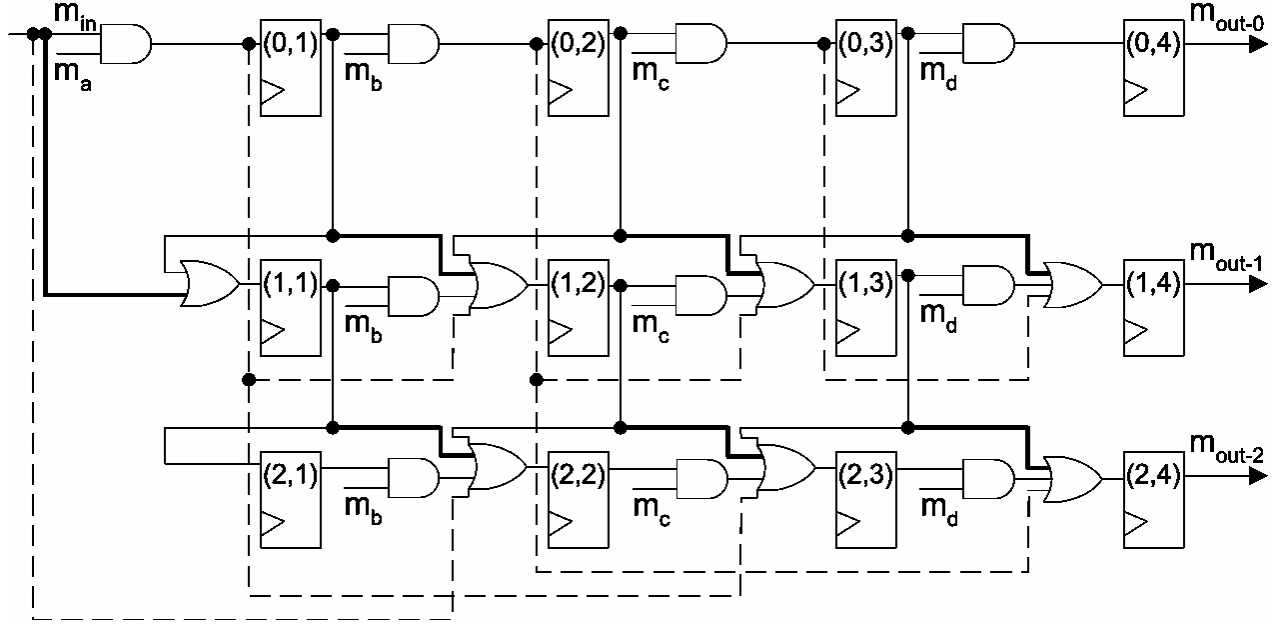 m_in
m_out-0
(0,1) (0,2) (0,3) (0,4)
m_a m_b m_c m_d
m_out-1
(1,1) (1,2) (1,3) (1,4)
m_b m_c m_d
m_out-2
(2,1) (2,2) (2,3) (2,4)
m_b m_c m_d